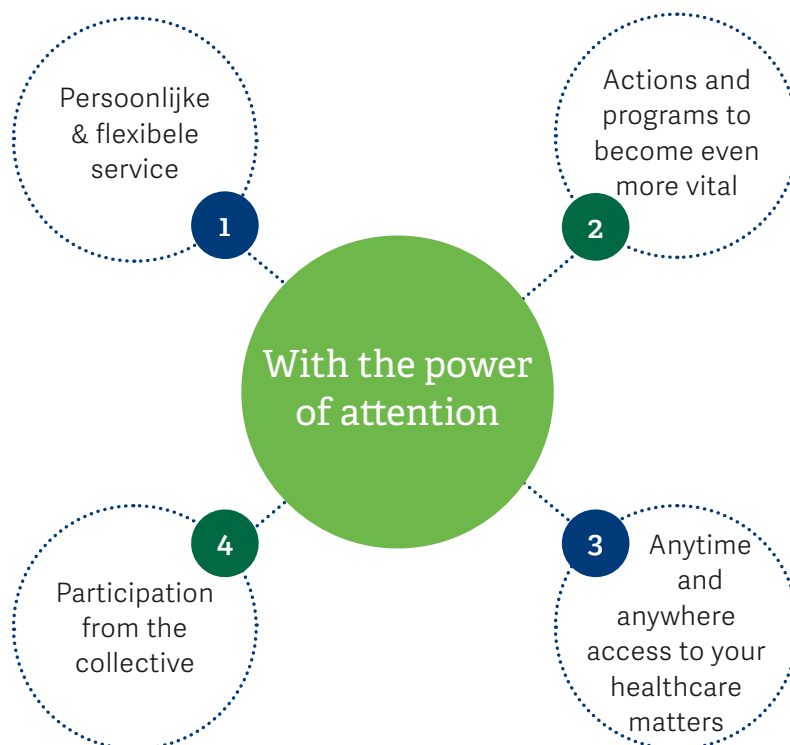 Persoonlijke
& flexibele
service
1
Actions and
programs to
become even
more vital
2
With the power
of attention
3
Anytime
and
anywhere
access to your
healthcare
matters
4
Participation
from the
collective